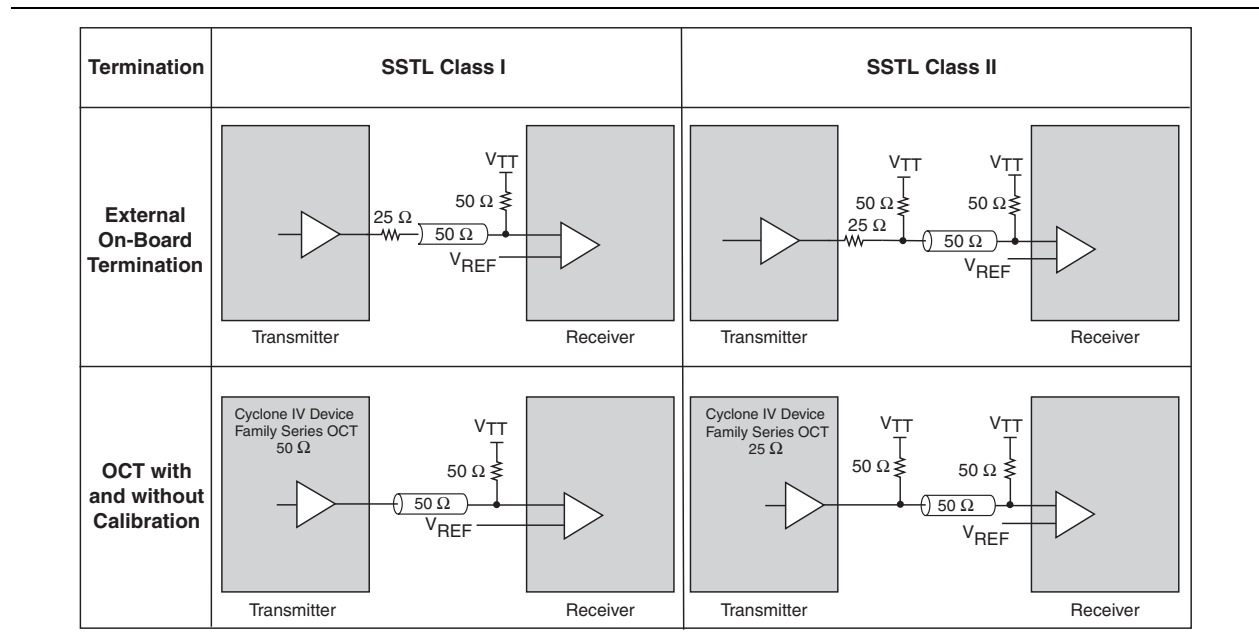 Termination
SSTL Class I
SSTL Class II
External
On-Board
Termination
VTT
50 Ω
25 Ω
50 Ω
VREF
Transmitter
Receiver
VTT
VTT
50 Ω
50 Ω
25 Ω
50 Ω
VREF
Transmitter
Receiver
OCT with
and without
Calibration
Cyclone IV Device
Family Series OCT
50 Ω
VTT
50 Ω
50 Ω
VREF
Transmitter
Receiver
Cyclone IV Device
Family Series OCT
25 Ω
VTT
VTT
50 Ω
50 Ω
50 Ω
VREF
Transmitter
Receiver